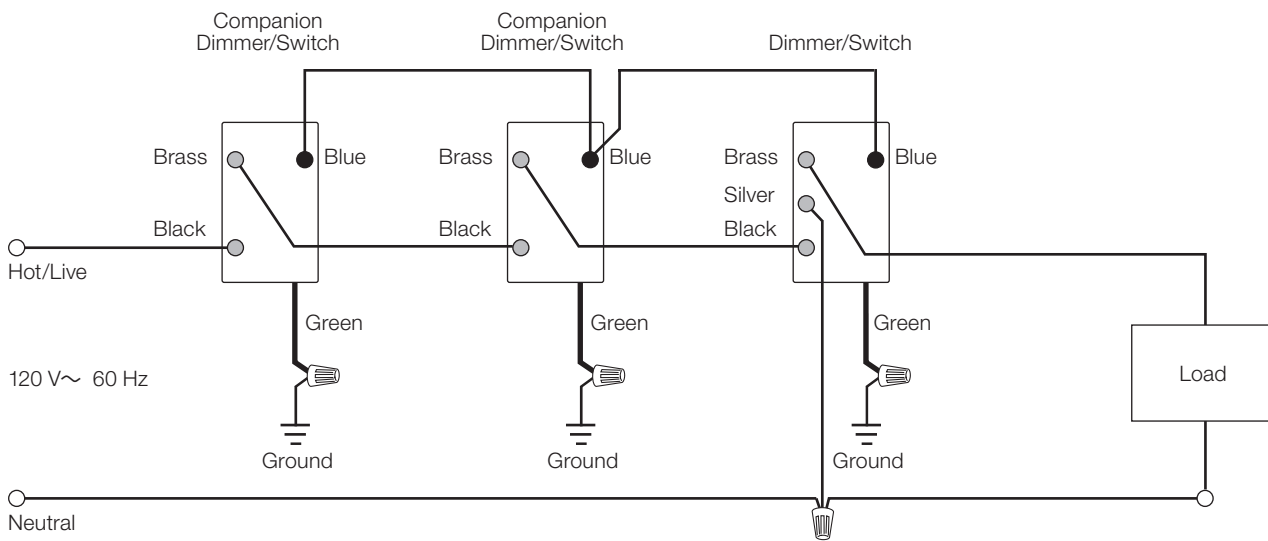 Companion
Dimmer/Switch
Companion
Dimmer/Switch
Dimmer/Switch
Brass
Blue
Brass
Blue
Brass
Blue
Silver
Black
Black
Black
Hot/Live
Green
Green
Green
120 V~ 60 Hz
Load
Ground
Ground
Ground
Neutral